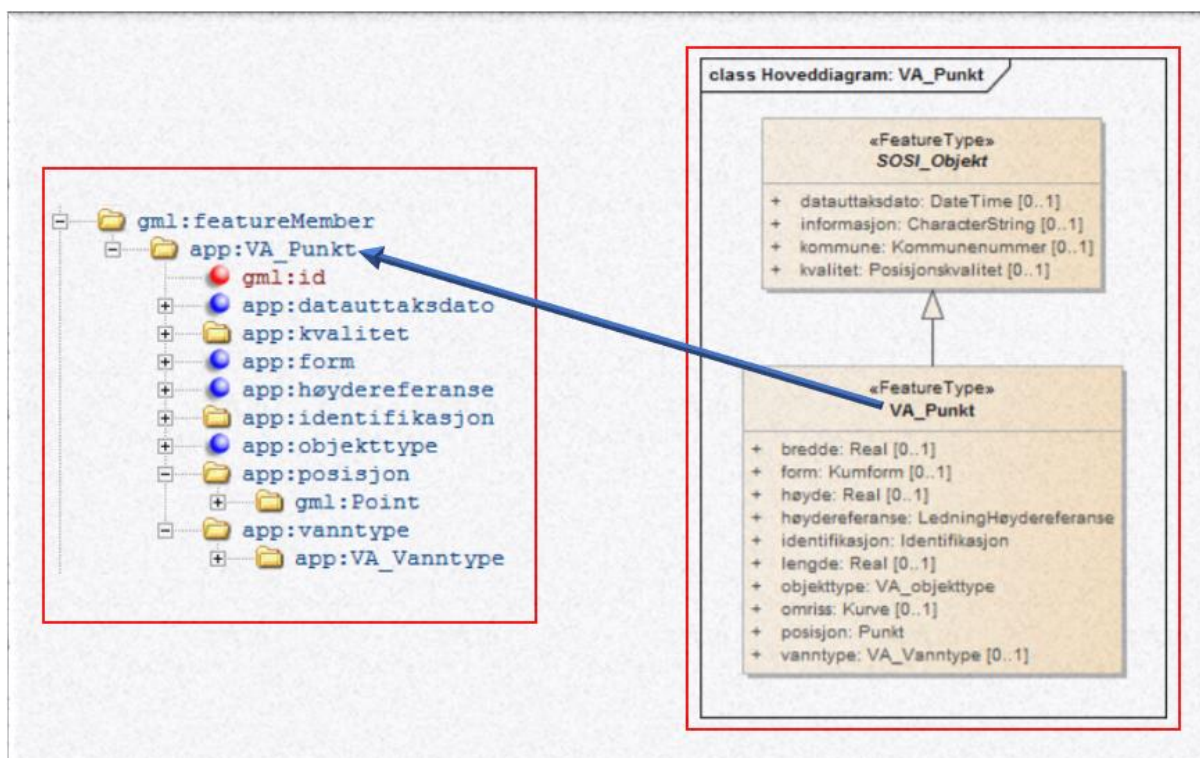 gml:featureMember
app:VA_Punkt
gml:id
app:datauttaksdato
app:kvalitet
app:form
app:høydereferanse
app:identifikasjon
app:objekttype
app:posisjon
gml:Point
app:vanntype
app:VA_Vanntype
class Hoveddiagram: VA_Punkt
«FeatureType»
SOSI_Objekt
+ datauttaksdato: DateTime [0..1]
+ informasjon: CharacterString [0..1]
+ kommune: Kommunenummer [0..1]
+ kvalitet: Posisjonskvalitet [0..1]
«FeatureType»
VA_Punkt
+ bredde: Real [0..1]
+ form: Kumform [0..1]
+ høyde: Real [0..1]
+ høydereferanse: LedningHøydereferanse
+ identifikasjon: Identifikasjon
+ lengde: Real [0..1]
+ objekttype: VA_objekttype
+ omriss: Kurve [0..1]
+ posisjon: Punkt
+ vanntype: VA_Vanntype [0..1]